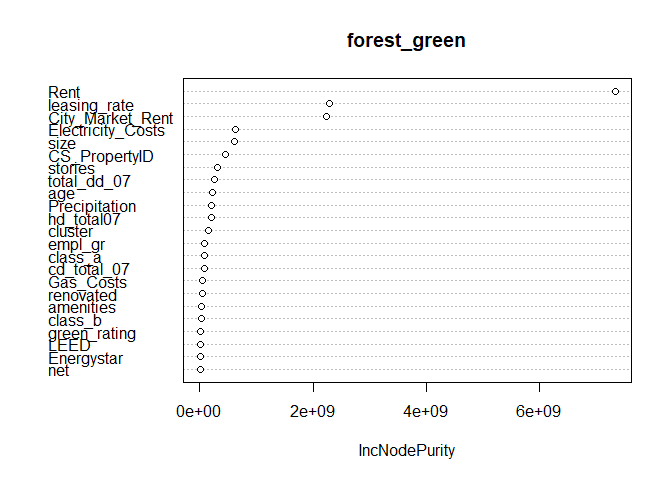 forest_green
Rent
leasing_rate
City_Market_Rent
Electricity_Costs
size
CS_PropertyID
stories
total_dd_07
age
Precipitation
hd_total07
cluster
empl_gr
class_a
cd_total_07
Gas_Costs
renovated
amenities
class_b
green_rating
LEED
Energystar
net
0e+00 2e+09 4e+09 6e+09
IncNodePurity